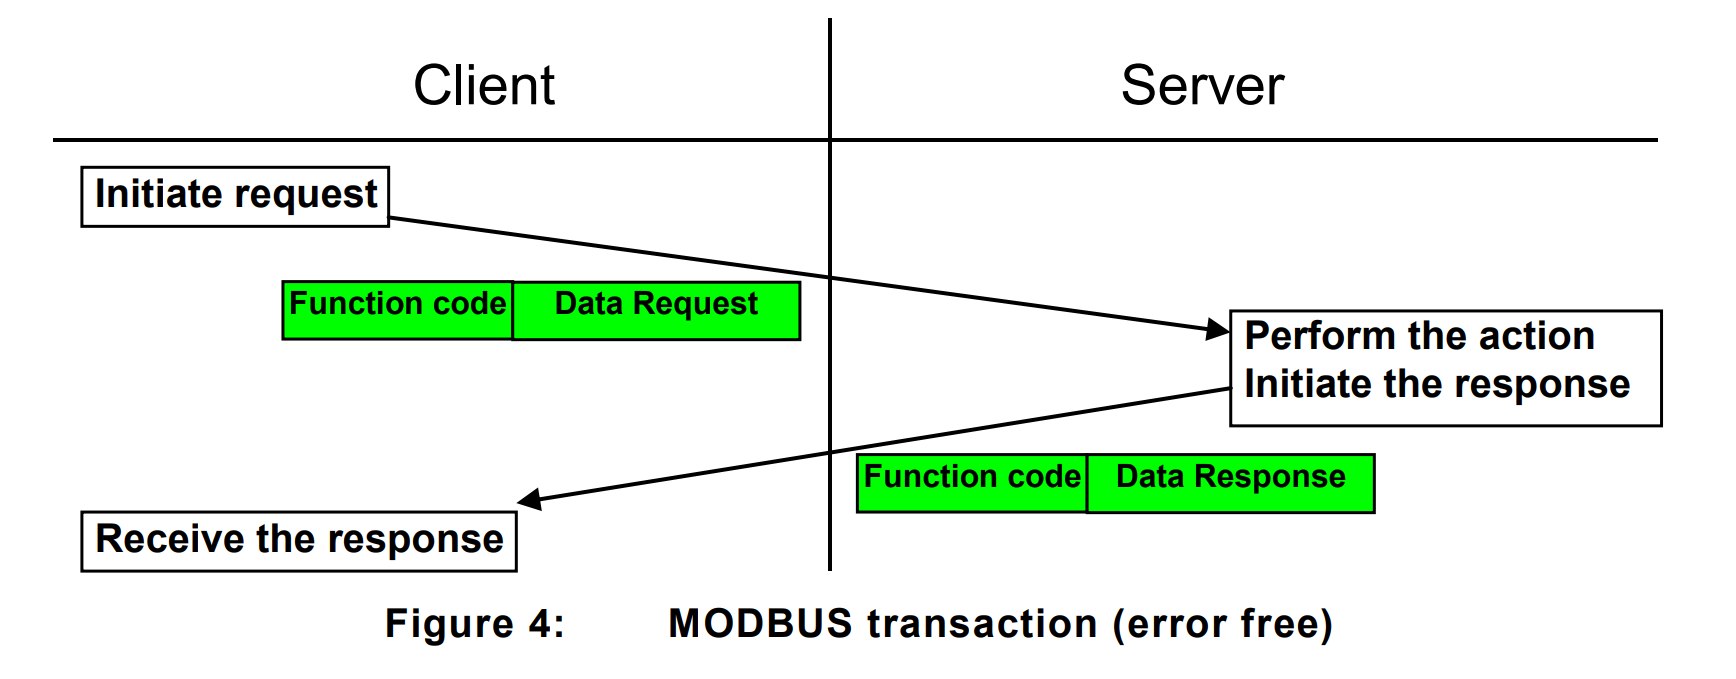 Client
Server
Initiate request
Function code Data Request
Perform the action
Initiate the response
Function code Data Response
Receive the response
Figure 4: MODBUS transaction (error free)